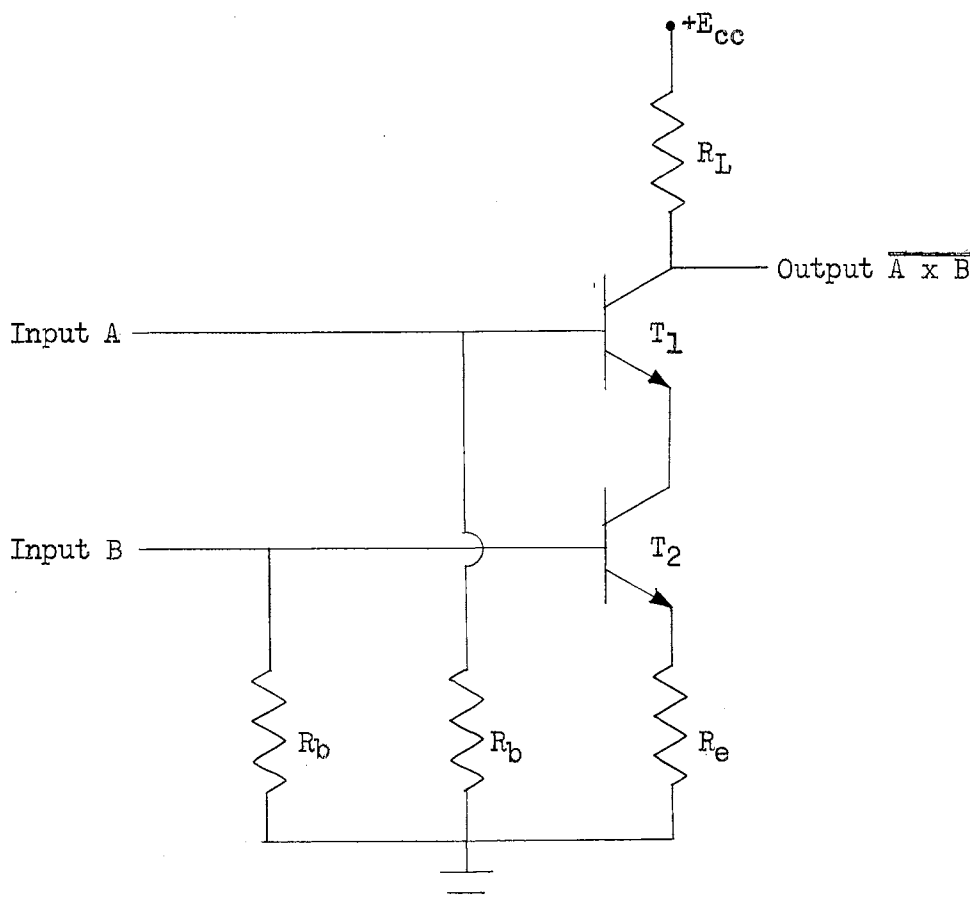 +Ecc
RL
Output A x B
Input A
T1
Input B
T2
Rb
Rb
Re